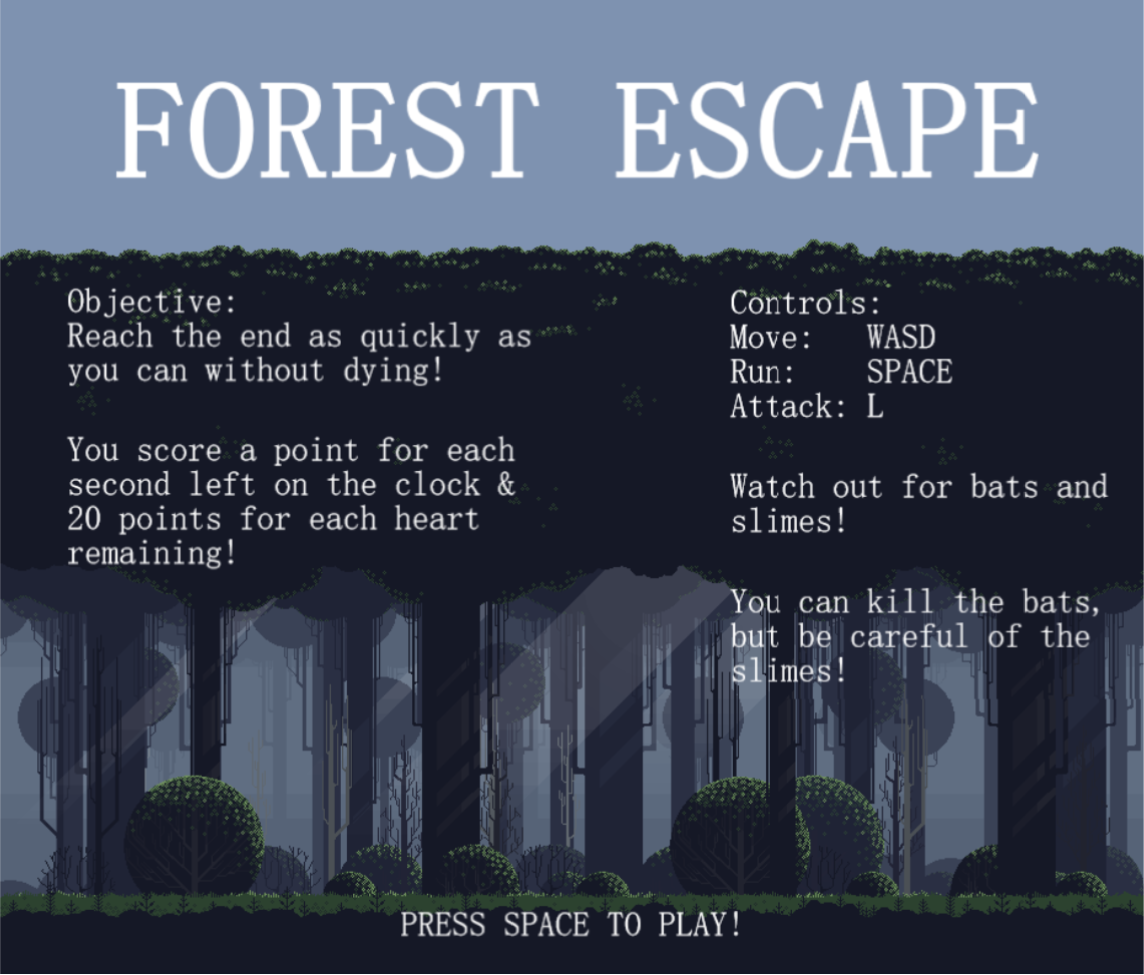 FOREST ESCAPE
Objective:
Reach the end as quickly as
you can without dying!
You score a point for each
second left on the clock &
20 points for each heart
remaining!
Controls:
Move: WASD
Run: SPACE
Attack: L
Watch out for bats and
slimes!
You can kill the bats,
but be careful of the
slimes!
PRESS SPACE TO PLAY!